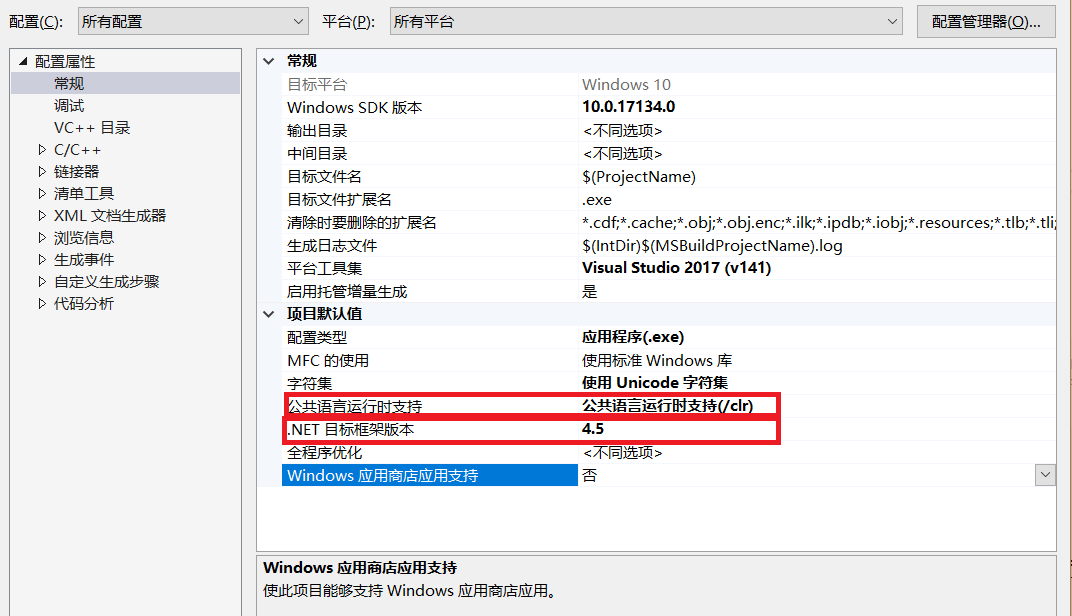 配置(C): 所有配置 平台(P): 所有平台 配置管理器(O)...
配置属性
常规
调试
VC++ 目录
C/C++
链接器
清单工具
XML 文档生成器
浏览信息
生成事件
自定义生成步骤
代码分析
常规
目标平台 Windows 10
Windows SDK 版本 10.0.17134.0
输出目录 <不同选项>
中间目录 <不同选项>
目标文件名 $(ProjectName)
目标文件扩展名 .exe
清除时要删除的扩展名 *.cdf;*.cache;*.obj;*.obj.enc;*.ilk;*.ipdb;*.iobj;*.resources;*.tlb;*.tli;
生成日志文件 $(IntDir)$(MSBuildProjectName).log
平台工具集 Visual Studio 2017 (v141)
启用托管增量生成 是
项目默认值
配置类型 应用程序(.exe)
MFC 的使用 使用标准 Windows 库
字符集 使用 Unicode 字符集
公共语言运行时支持 公共语言运行时支持(/clr)
.NET 目标框架版本 4.5
全程序优化 <不同选项>
Windows 应用商店应用支持 否
Windows 应用商店应用支持
使此项目能够支持 Windows 应用商店应用。